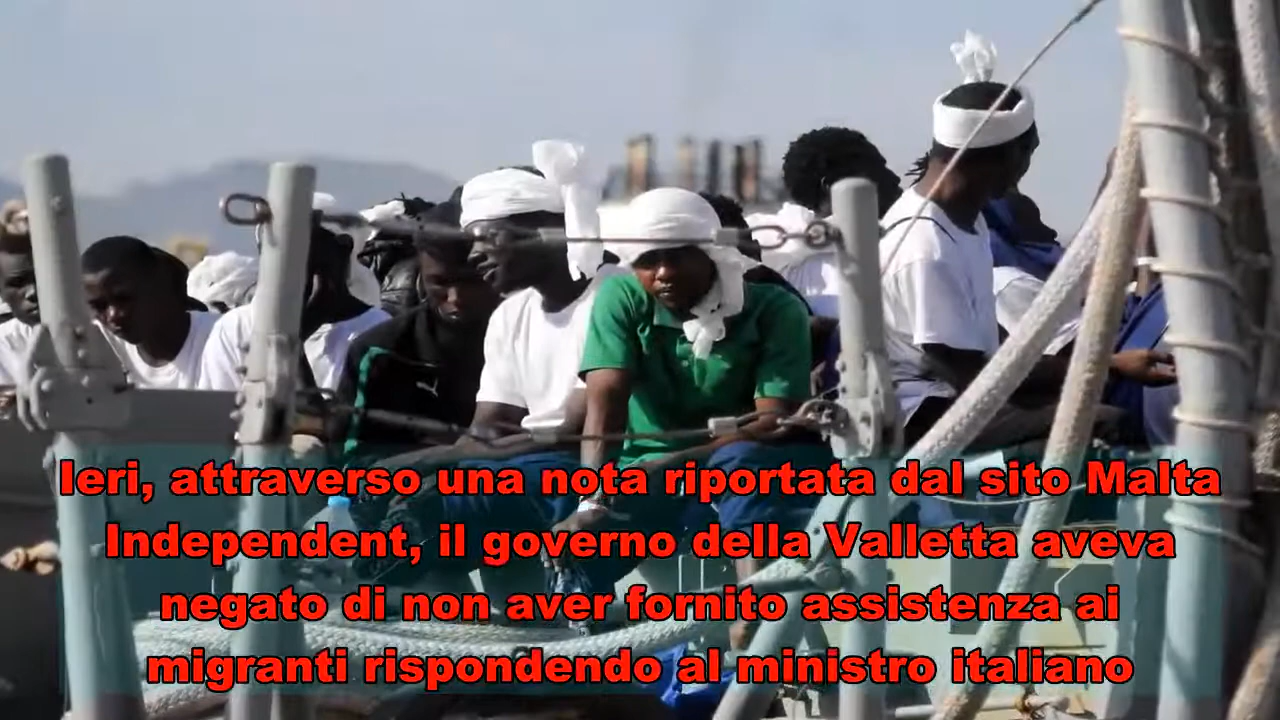 Ieri, attraverso una nota riportata dal sito Malta
Independent, il governo della Valletta aveva
negato di non aver fornito assistenza ai
migranti rispondendo al ministro italiano